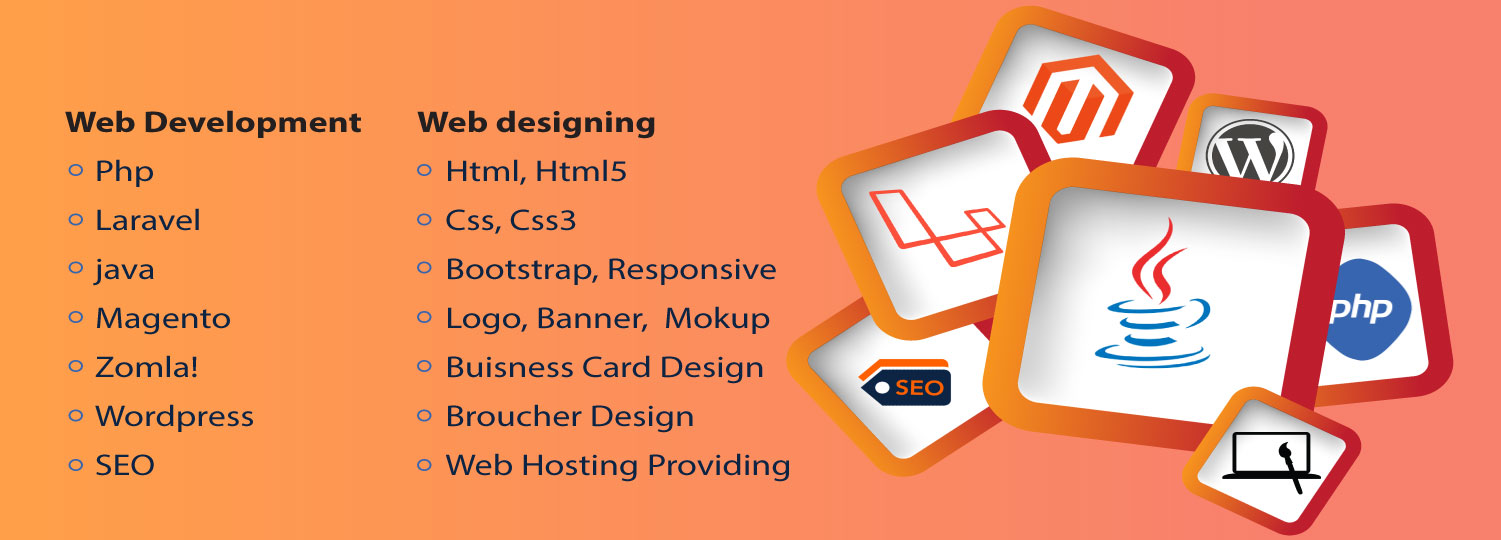 Web Development
Php
Laravel
java
Magento
Zomla!
Wordpress
SEO
Web designing
Html, Html5
Css, Css3
Bootstrap, Responsive
Logo, Banner, Mokup
Buisness Card Design
Broucher Design
Web Hosting Providing
W
php
SEO